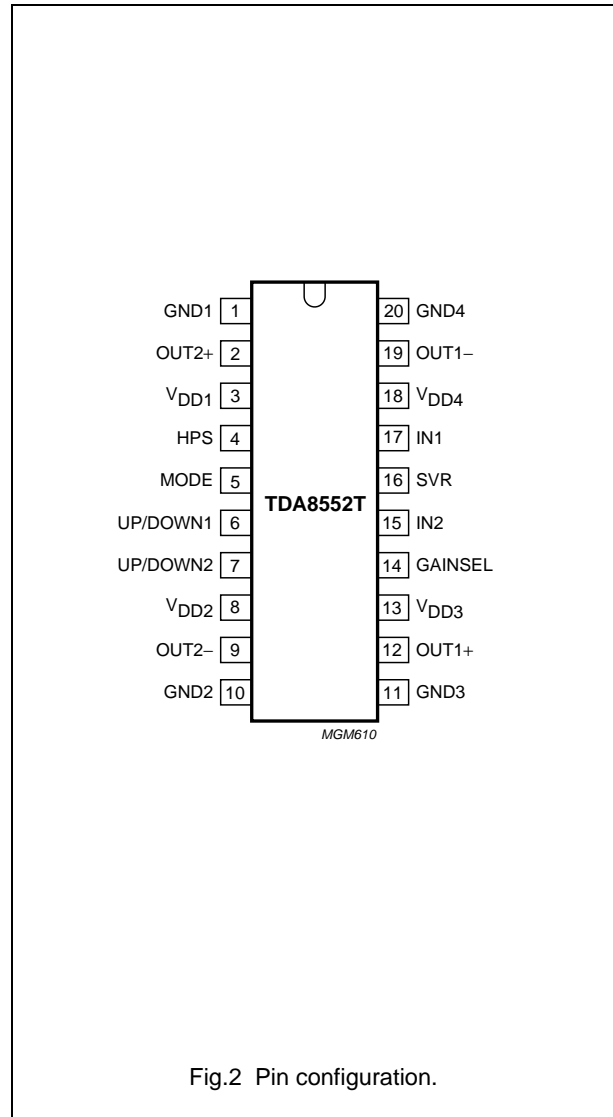 GND1 1 20 GND4
OUT2+ 2 19 OUT1−
VDD1 3 18 VDD4
HPS 4 17 IN1
MODE 5 16 SVR
TDA8552T
UP/DOWN1 6 15 IN2
UP/DOWN2 7 14 GAINSEL
VDD2 8 13 VDD3
OUT2− 9 12 OUT1+
GND2 10 11 GND3
MGM610
Fig.2 Pin configuration.